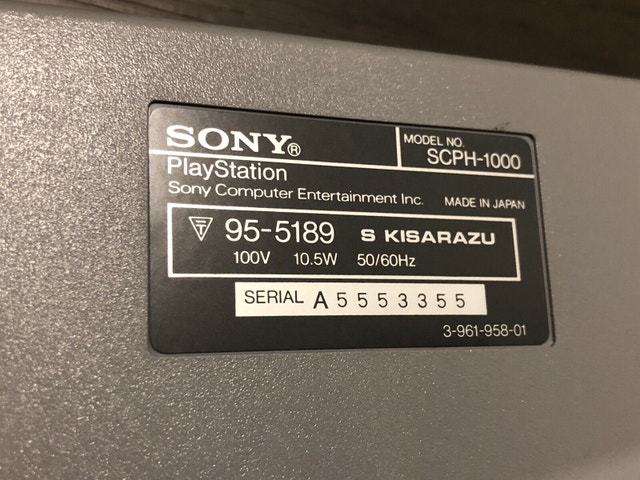 SONY®
MODEL NO.
SCPH-1000
PlayStation
Sony Computer Entertainment Inc.
MADE IN JAPAN
T 95-5189 S KISARAZU
100V 10.5W 50/60Hz
SERIAL A5553355
3-961-958-01